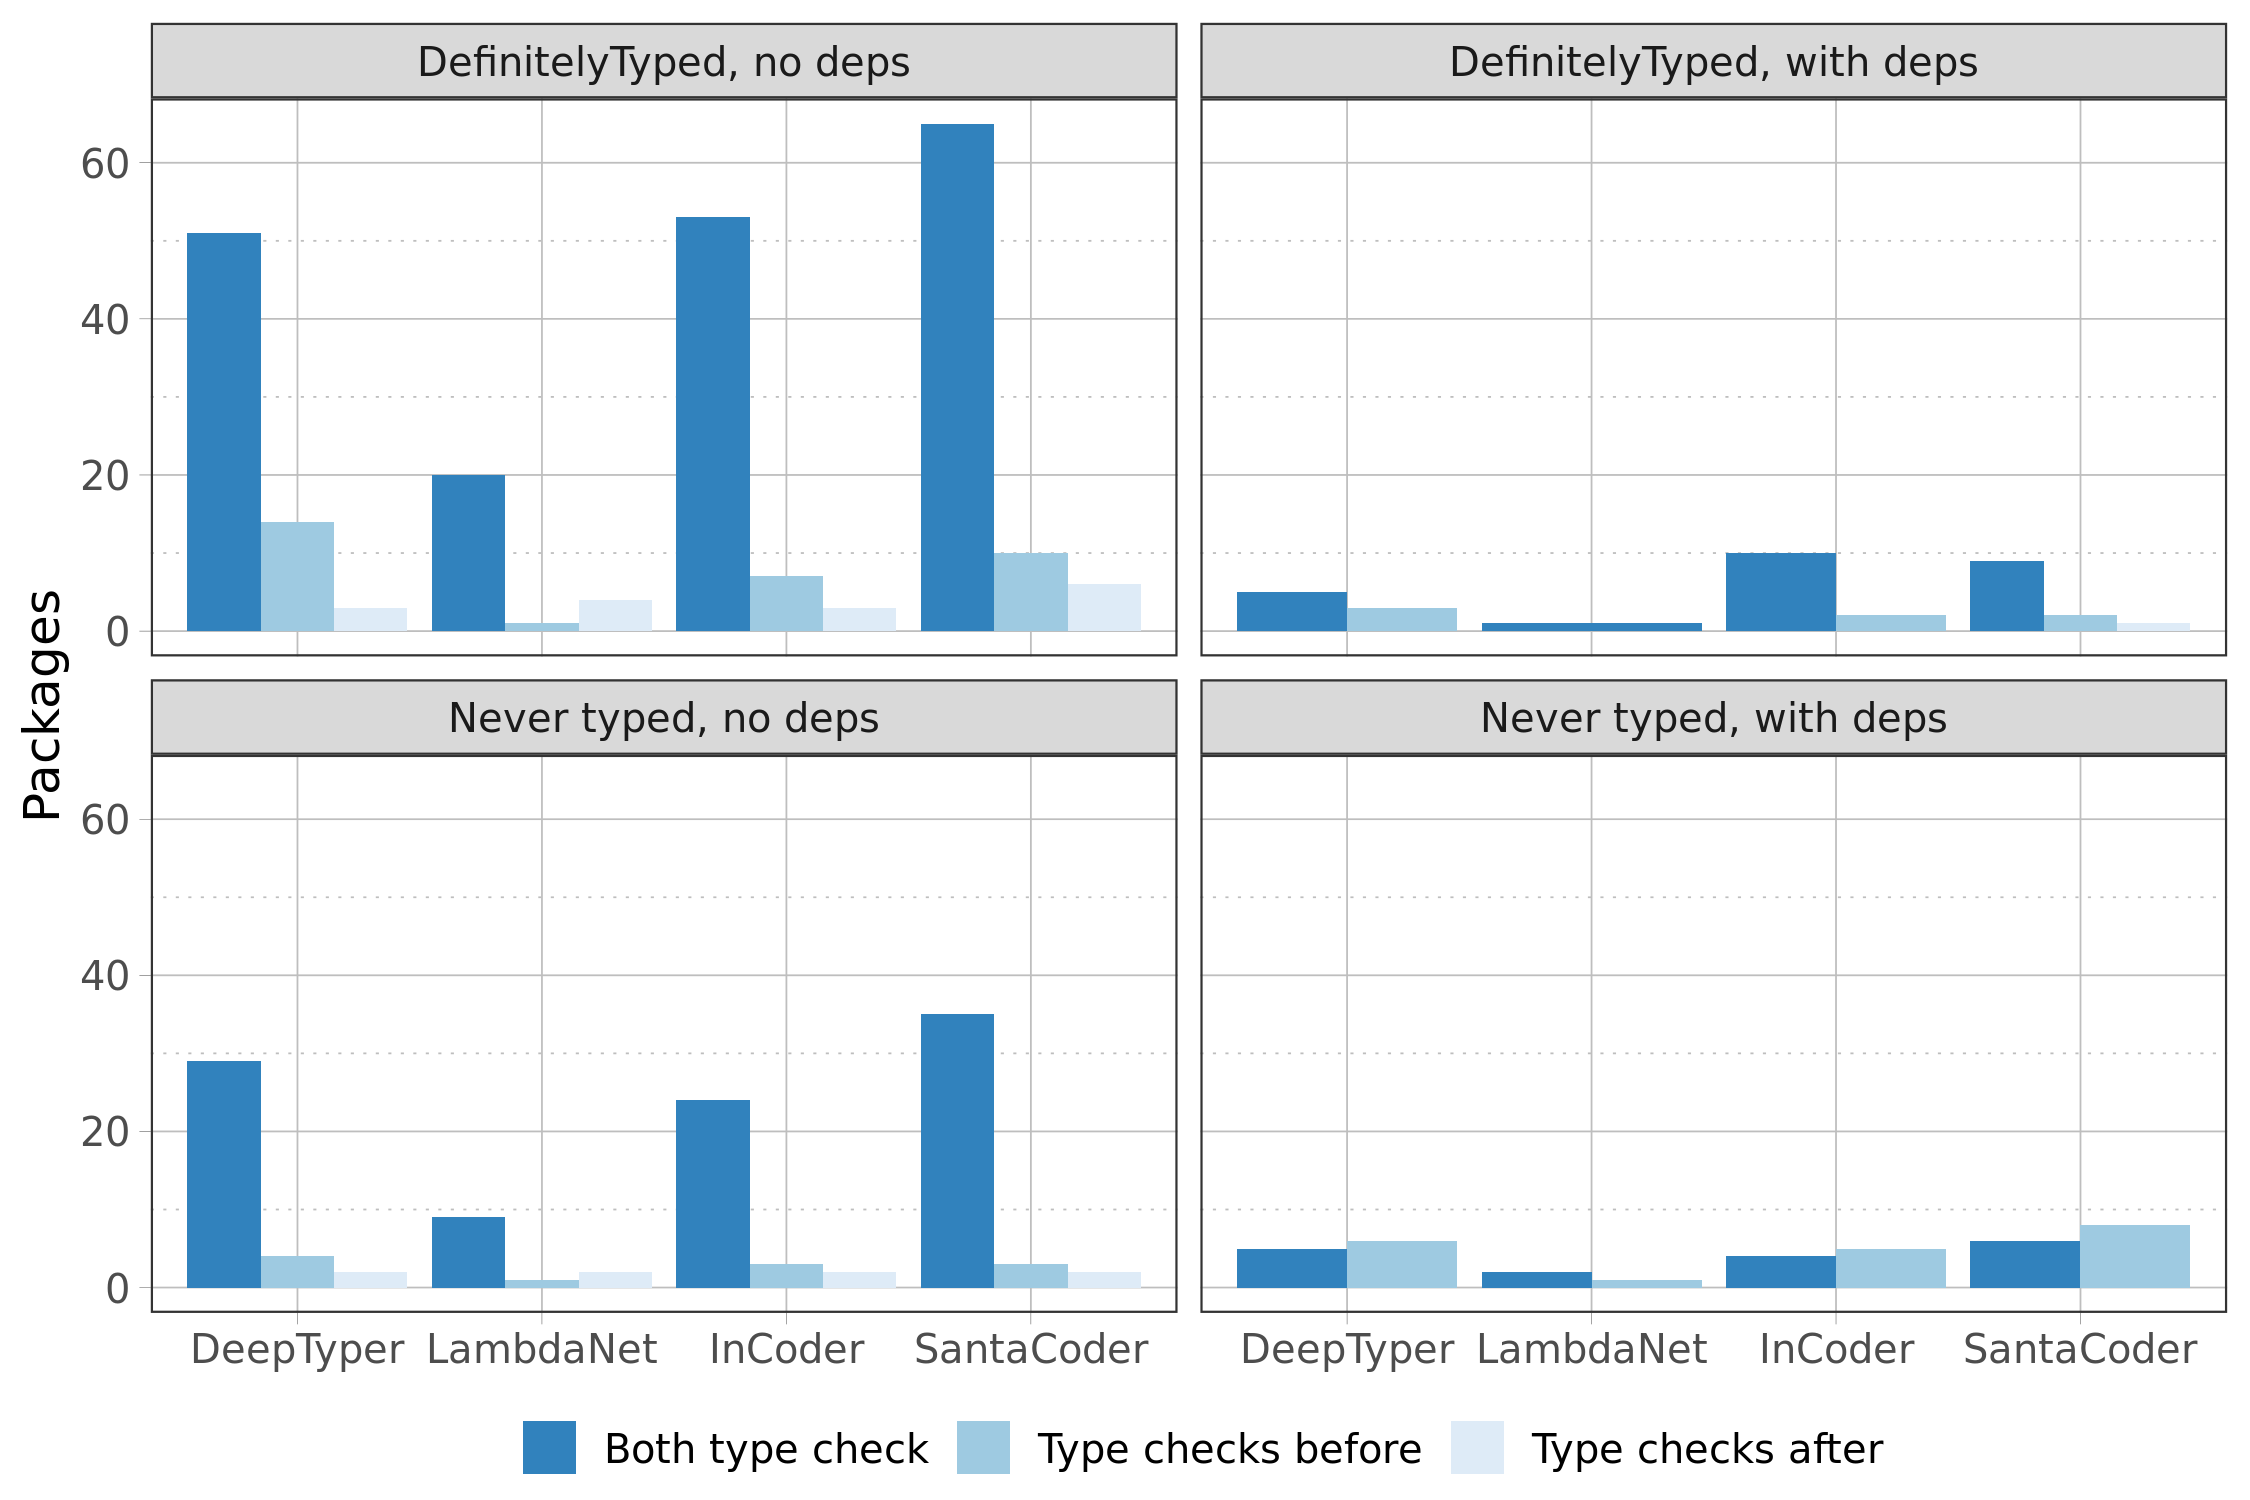 DefinitelyTyped, no deps
DefinitelyTyped, with deps
60
40
20
0
Packages
Never typed, no deps
Never typed, with deps
60
40
20
0
DeepTyper LambdaNet InCoder SantaCoder
DeepTyper LambdaNet InCoder SantaCoder
Both type check Type checks before Type checks after